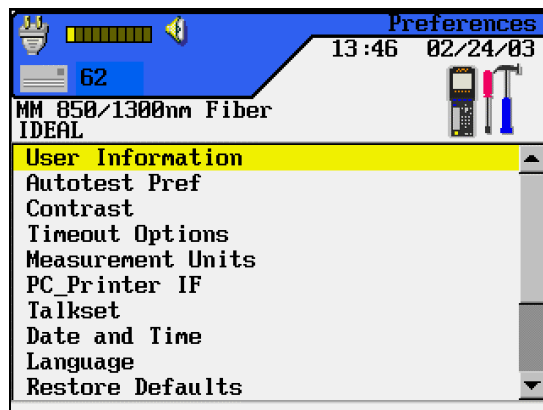 Preferences
13:46 02/24/03
62
MM 850/1300nm Fiber
IDEAL
User Information
Autotest Pref
Contrast
Timeout Options
Measurement Units
PC_Printer IF
Talkset
Date and Time
Language
Restore Defaults